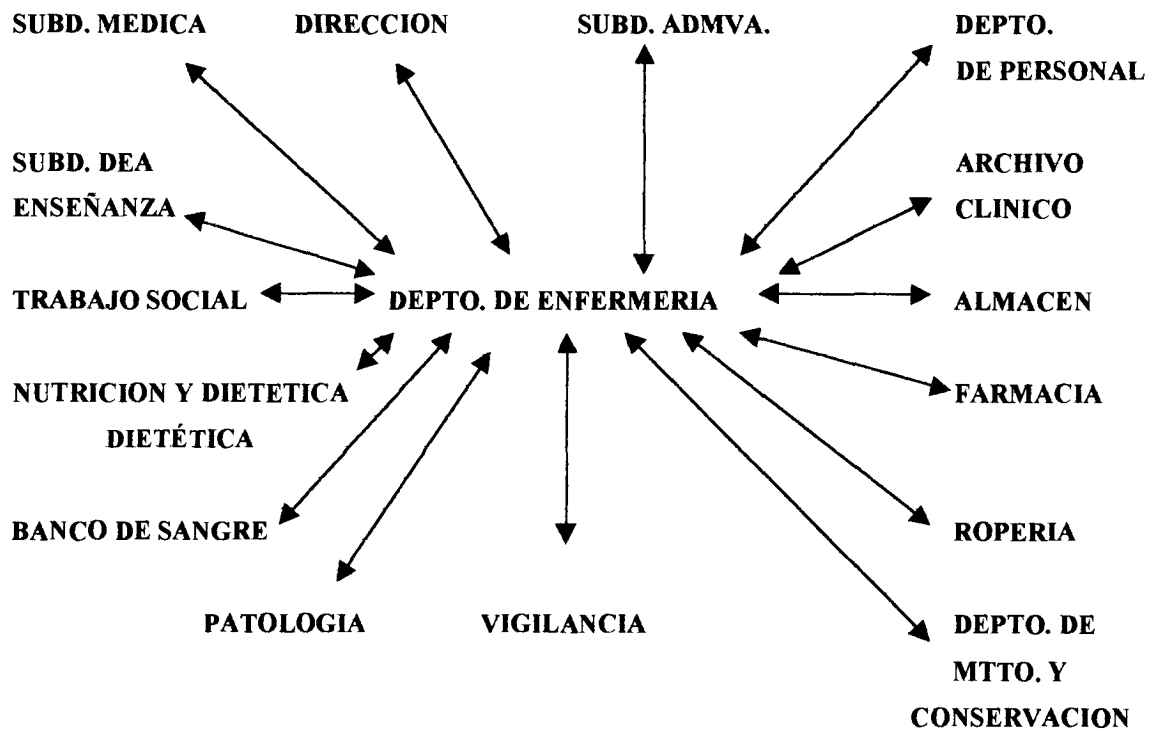 SUBD. MEDICA
DIRECCION
SUBD. ADMVA.
DEPTO.
DE PERSONAL
SUBD. DEA
ENSEÑANZA
ARCHIVO
CLINICO
TRABAJO SOCIAL
DEPTO. DE ENFERMERIA
ALMACEN
NUTRICION Y DIETETICA
DIETÉTICA
FARMACIA
BANCO DE SANGRE
ROPERIA
PATOLOGIA
VIGILANCIA
DEPTO. DE
MTTO. Y
CONSERVACION